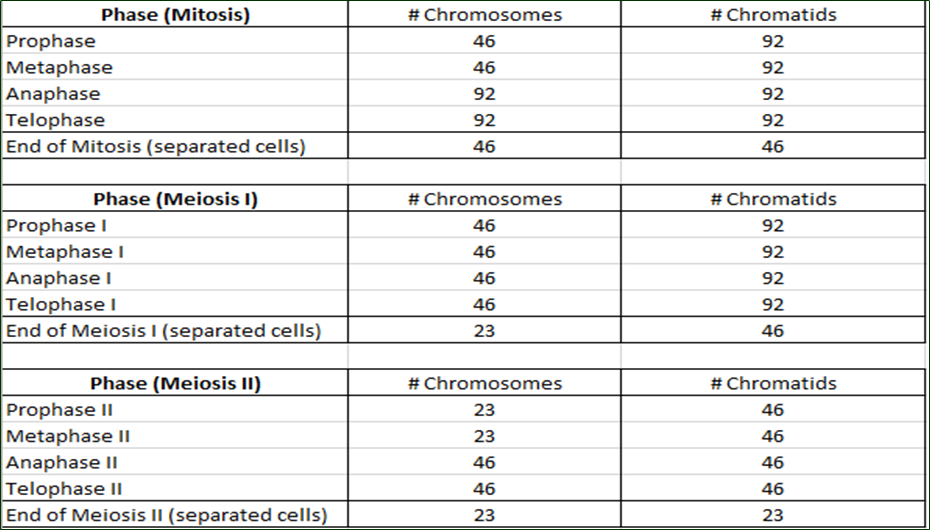 Phase (Mitosis) # Chromosomes # Chromatids
Prophase 46 92
Metaphase 46 92
Anaphase 92 92
Telophase 92 92
End of Mitosis (separated cells) 46 46
Phase (Meiosis I) # Chromosomes # Chromatids
Prophase I 46 92
Metaphase I 46 92
Anaphase I 46 92
Telophase I 46 92
End of Meiosis I (separated cells) 23 46
Phase (Meiosis II) # Chromosomes # Chromatids
Prophase II 23 46
Metaphase II 23 46
Anaphase II 46 46
Telophase II 46 46
End of Meiosis II (separated cells) 23 23